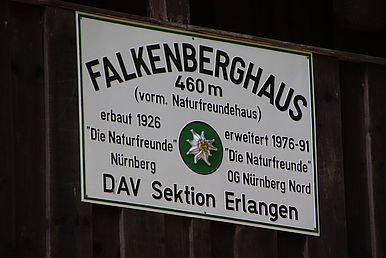 FALKENBERGHAUS
460 m
(vorm. Naturfreundehaus)
erbaut 1926
"Die Naturfreunde"
Nürnberg
erweitert 1976-91
"Die Naturfreunde"
OG Nürnberg Nord
DAV Sektion Erlangen